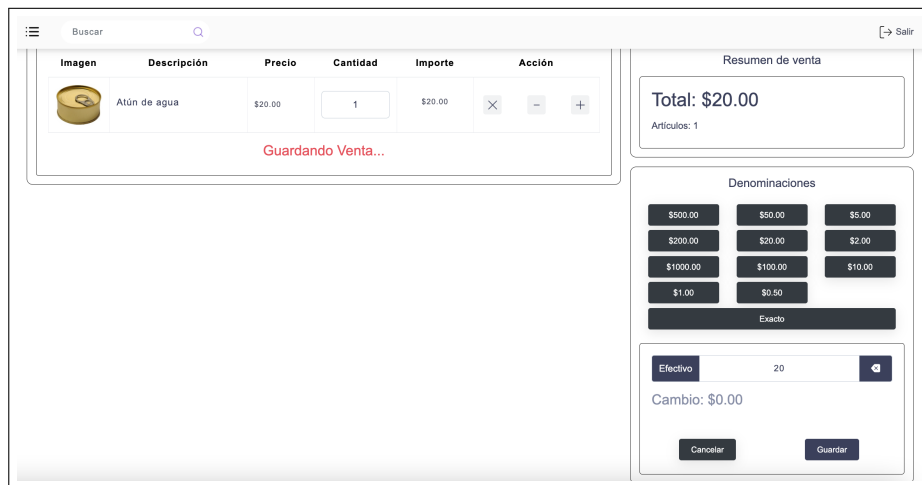 Buscar
Salir
Imagen Descripción Precio Cantidad Importe Acción
Atún de agua $20.00 1 $20.00
Guardando Venta...
Resumen de venta
Total: $20.00
Artículos: 1
Denominaciones
$500.00 $50.00 $5.00
$200.00 $20.00 $2.00
$1000.00 $100.00 $10.00
$1.00 $0.50
Exacto
Efectivo 20
Cambio: $0.00
Cancelar Guardar